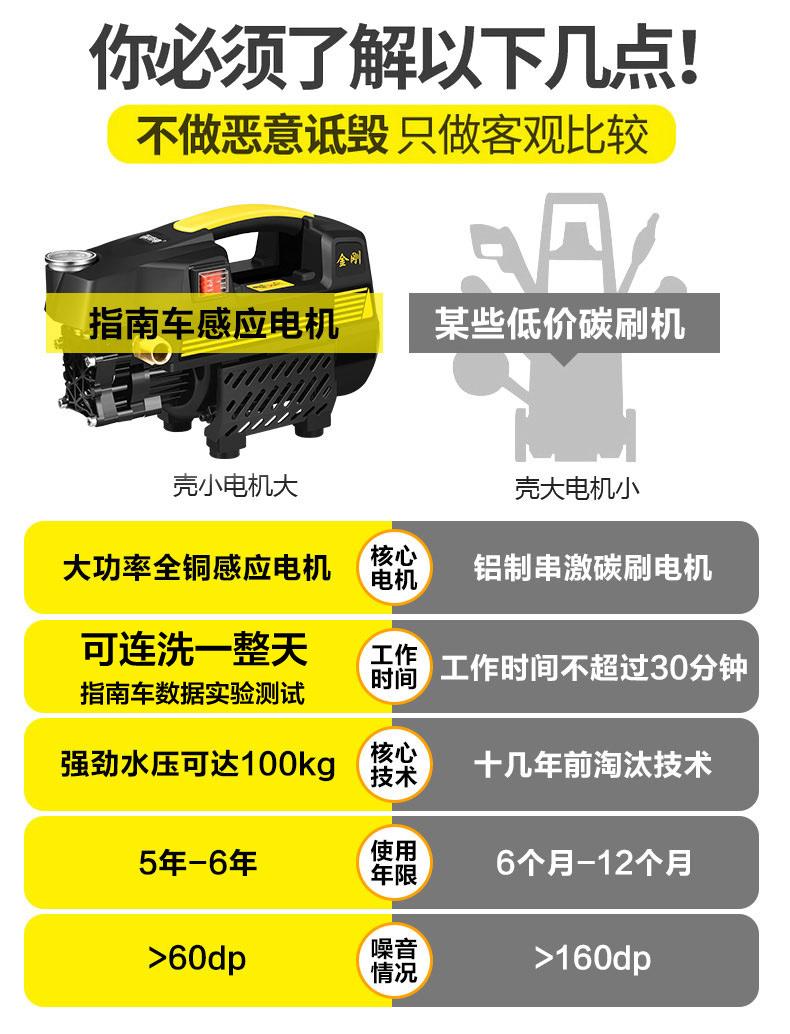 你必须了解以下几点！
不做恶意诋毁 只做客观比较
金刚
指南车感应电机
某些低价碳刷机
壳小电机大
壳大电机小
大功率全铜感应电机
核心
电机
铝制串激碳刷电机
可连洗一整天
指南车数据实验测试
工作
时间
工作时间不超过30分钟
强劲水压可达100kg
核心
技术
十几年前淘汰技术
5年-6年
使用
年限
6个月-12个月
>60dp
噪音
情况
>160dp